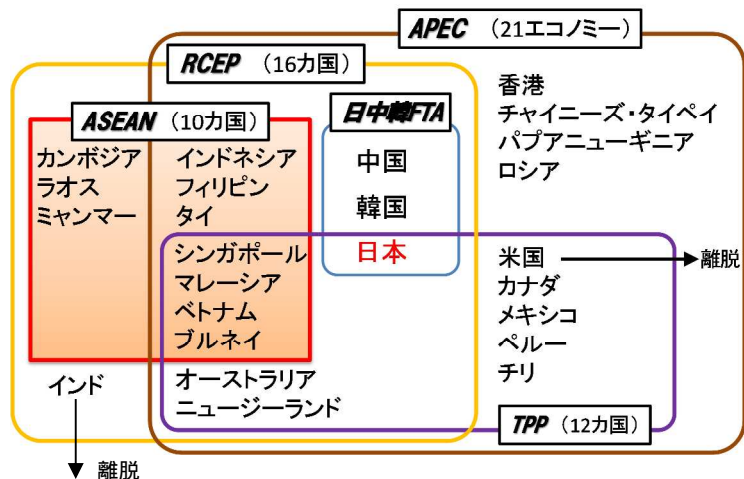 APEC （21エコノミー）
RCEP （16カ国）
ASEAN （10カ国）
日中韓FTA
香港
チャイニーズ・タイペイ
パプアニューギニア
ロシア
カンボジア
ラオス
ミャンマー
インドネシア
フィリピン
タイ
中国
韓国
日本
シンガポール
マレーシア
ベトナム
ブルネイ
米国
離脱
カナダ
メキシコ
ペルー
チリ
インド
オーストラリア
ニュージーランド
TPP （12カ国）
離脱